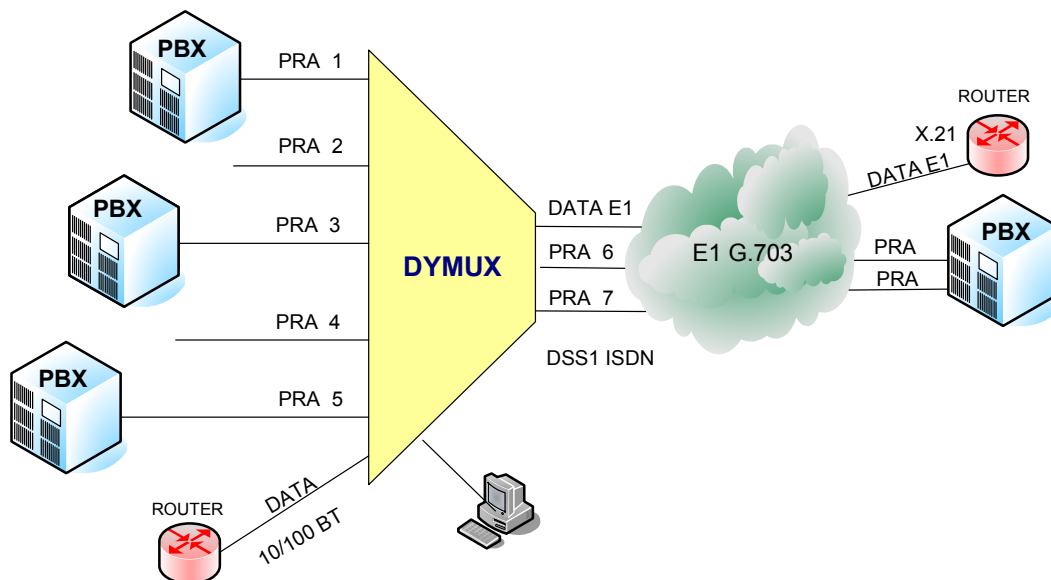 PBX
PRA 1
PRA 2
PBX
PRA 3
PRA 4
PBX
PRA 5
DATA
10/100 BT
ROUTER
DYMUX
DATA E1
PRA 6
PRA 7
DSS1 ISDN
E1 G.703
ROUTER
X.21
DATA E1
PBX
PRA
PRA